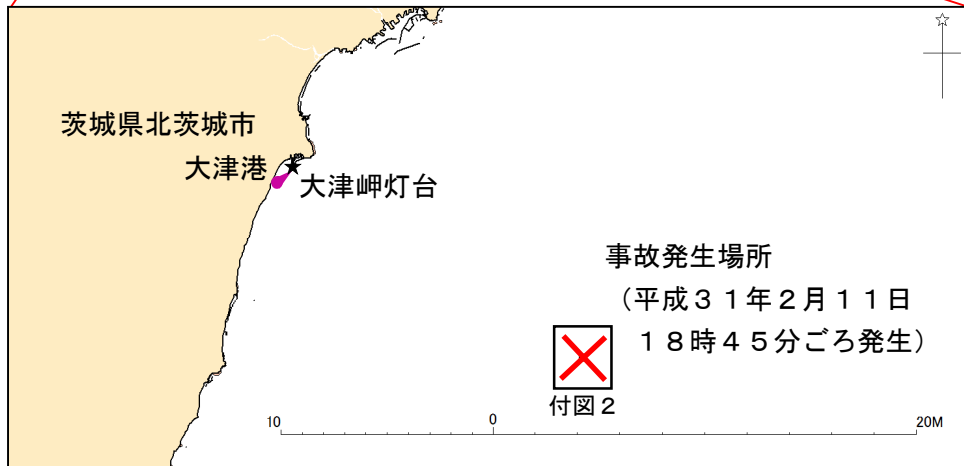 茨城県北茨城市
大津港
大津岬灯台
事故発生場所
（平成３１年２月１１日
１８時４５分ごろ発生）
付図２
10 0 20M